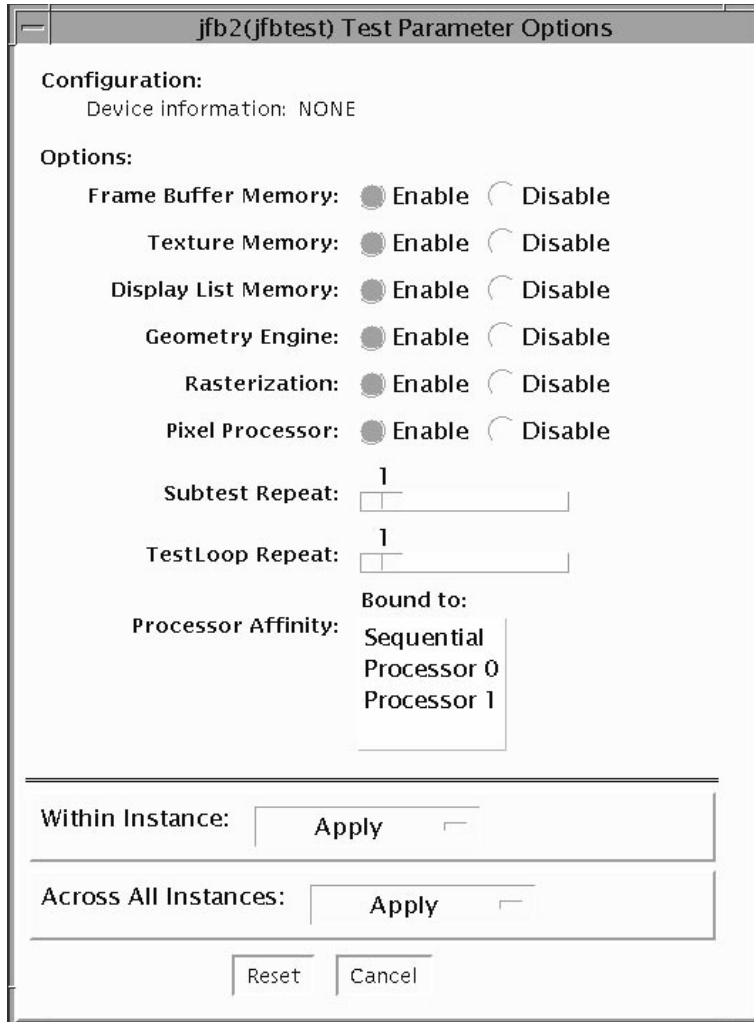 jfb2(jfbtest) Test Parameter Options
Configuration:
Device information: NONE
Options:
Frame Buffer Memory: Enable Disable
Texture Memory: Enable Disable
Display List Memory: Enable Disable
Geometry Engine: Enable Disable
Rasterization: Enable Disable
Pixel Processor: Enable Disable
1
Subtest Repeat:
1
TestLoop Repeat:
Bound to:
Processor Affinity:
Sequential
Processor 0
Processor 1
Within Instance: Apply
Across All Instances: Apply
Reset Cancel